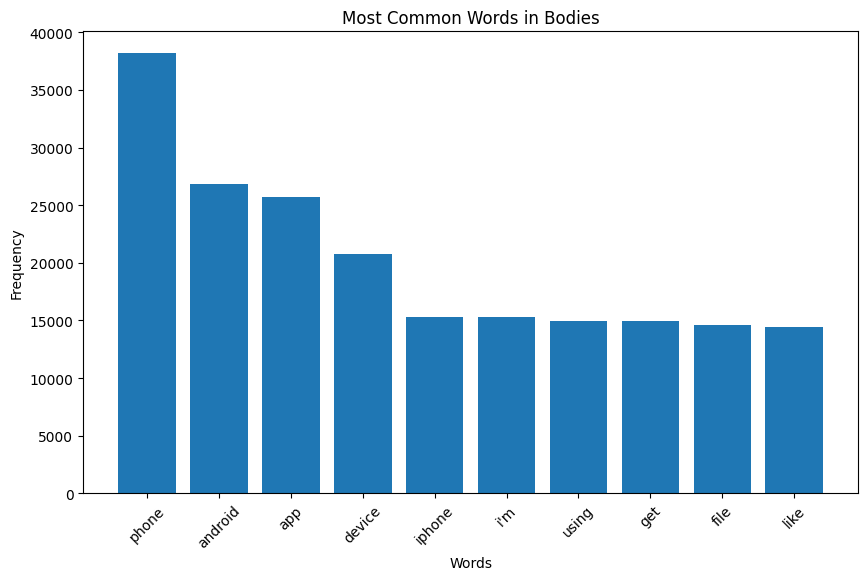 Most Common Words in Bodies
40000
35000
30000
25000
20000
15000
10000
5000
0
Frequency
phone android app device iphone i'm using get file like
Words